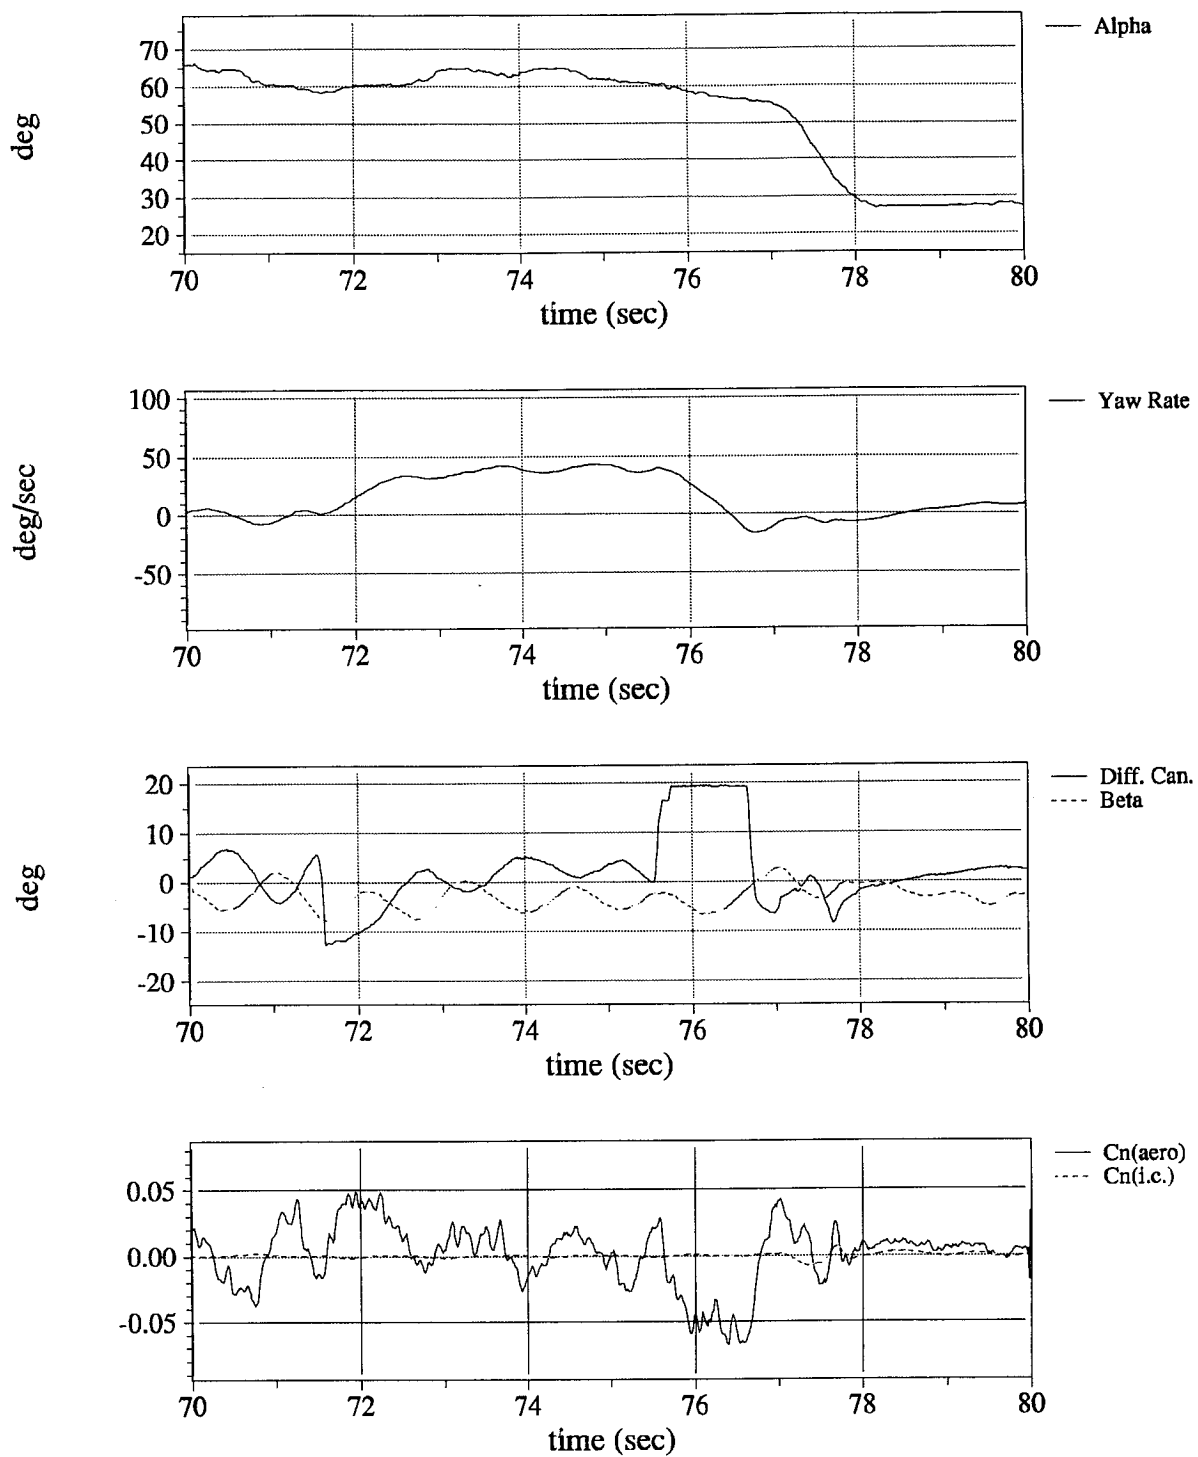 Alpha
70
60
50
40
30
20
deg
70 72 74 76 78 80
time (sec)
Yaw Rate
100
50
0
-50
deg/sec
70 72 74 76 78 80
time (sec)
Diff. Can.
Beta
20
10
0
-10
-20
deg
70 72 74 76 78 80
time (sec)
Cn(aero)
Cn(i.c.)
0.05
0.00
-0.05
70 72 74 76 78 80
time (sec)